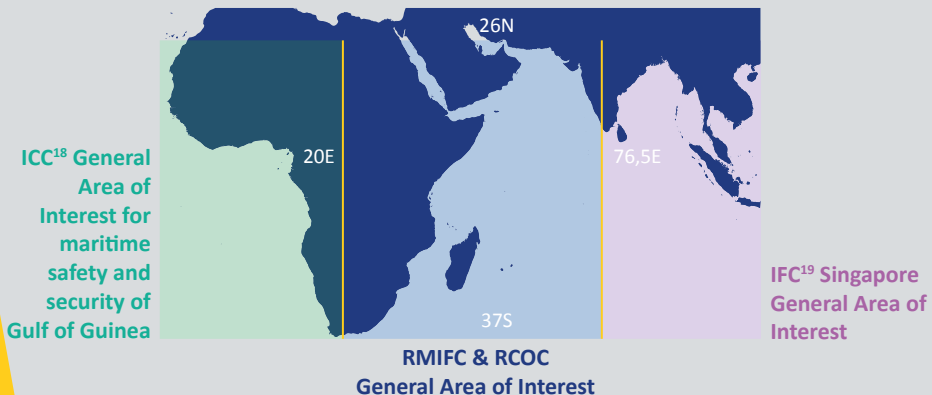 26N
20E
76,5E
37S
ICC¹⁸ General
Area of
Interest for
maritime
safety and
security of
Gulf of Guinea
IFC¹⁹ Singapore
General Area of
Interest
RMIFC & RCOC
General Area of Interest